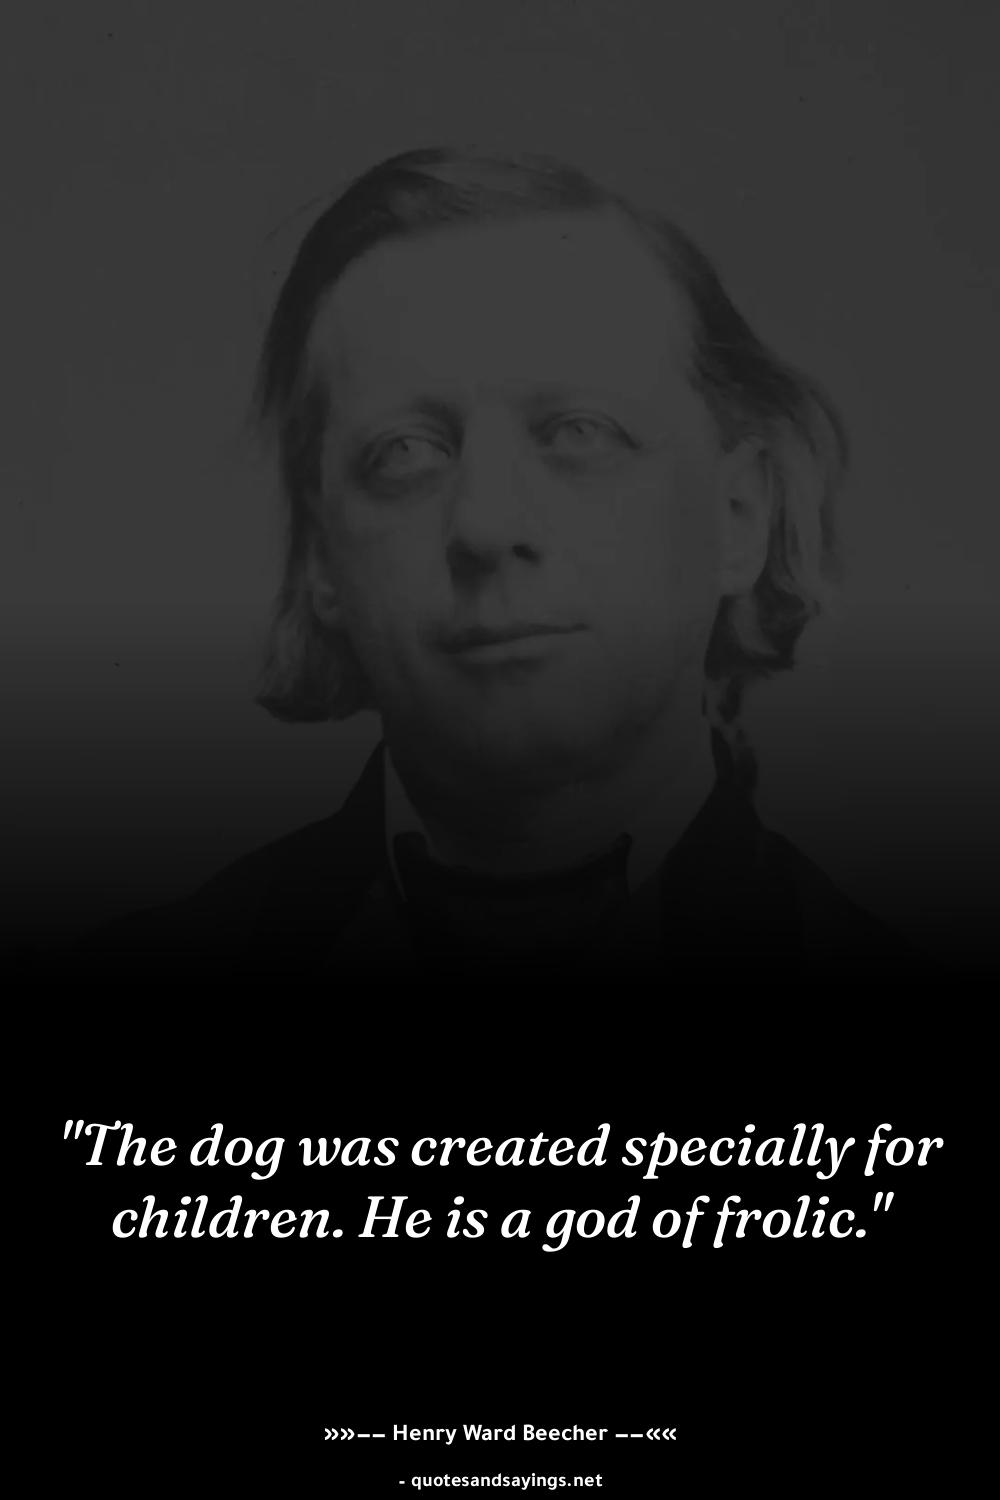 "The dog was created specially for
children. He is a god of frolic."
»»–– Henry Ward Beecher ––««
- quotesandsayings.net